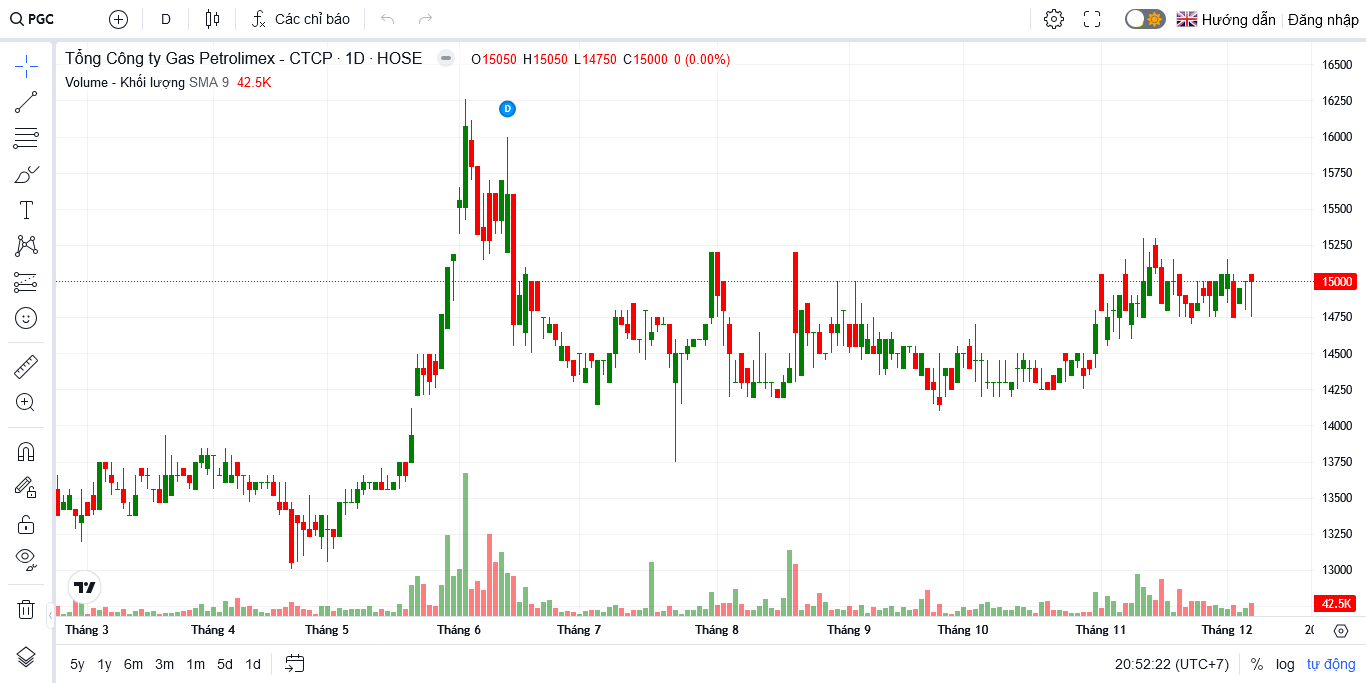 PGC D Các chỉ báo Hướng dẫn Đăng nhập
Tổng Công ty Gas Petrolimex - CTCP · 1D · HOSE O15050 H15050 L14750 C15000 0 (0.00%)
Volume - Khối lượng SMA 9 42.5K
D
16500
16250
16000
15750
15500
15250
15000
14750
14500
14250
14000
13750
13500
13250
13000
42.5K
Tháng 3 Tháng 4 Tháng 5 Tháng 6 Tháng 7 Tháng 8 Tháng 9 Tháng 10 Tháng 11 Tháng 12
5y 1y 6m 3m 1m 5d 1d 20:52:22 (UTC+7) % log tự động